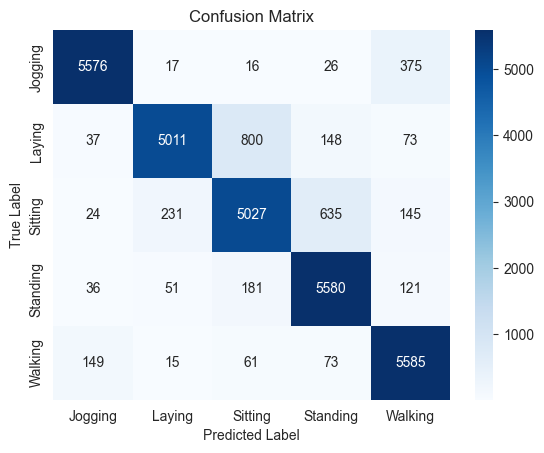 Confusion Matrix
True Label
Jogging 5576 17 16 26 375
Laying 37 5011 800 148 73
Sitting 24 231 5027 635 145
Standing 36 51 181 5580 121
Walking 149 15 61 73 5585
Jogging Laying Sitting Standing Walking
Predicted Label
5000
4000
3000
2000
1000